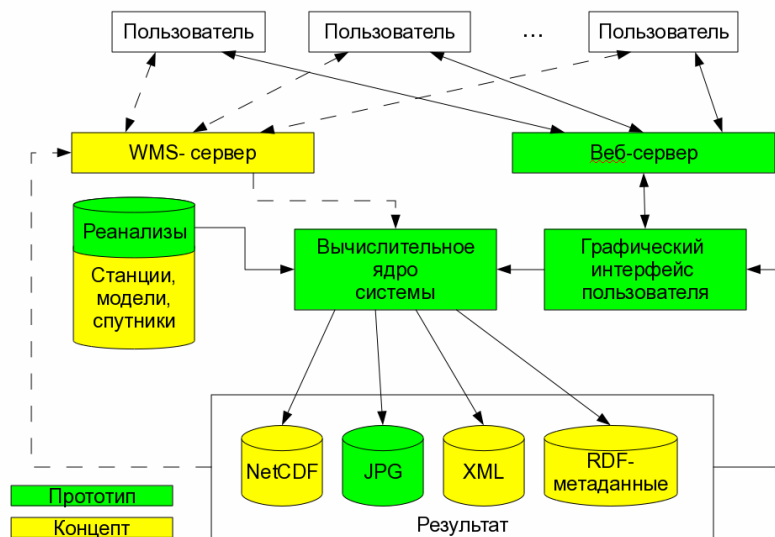 Пользователь
Пользователь
...
Пользователь
WMS- сервер
Веб-сервер
Реанализы
Станции,
модели,
спутники
Вычислительное
ядро
системы
Графический
интерфейс
пользователя
NetCDF
JPG
XML
RDF-
метаданные
Результат
Прототип
Концепт